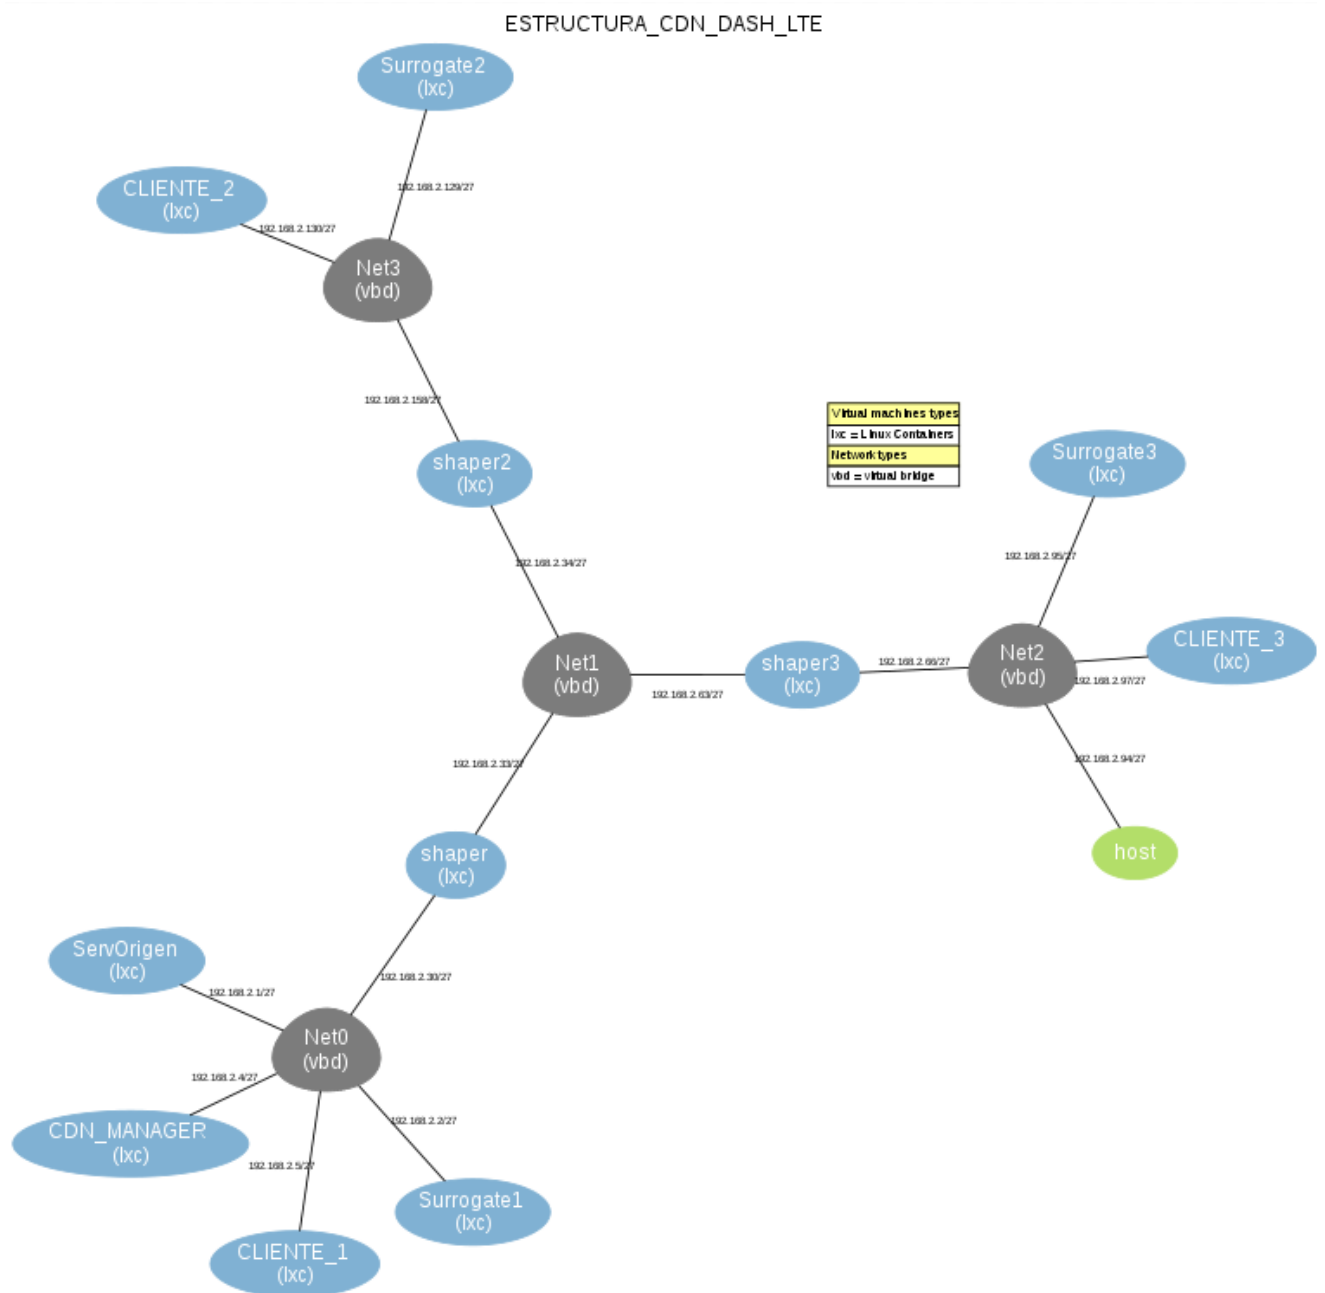 ESTRUCTURA_CDN_DASH_LTE
Surrogate2
(lxc)
192.168.2.129/27
CLIENTE_2
(lxc)
192.168.2.130/27
Net3
(vbd)
192.168.2.158/27
shaper2
(lxc)
192.168.2.34/27
Virtual machines types
lxc = Linux Containers
Network types
vbd = virtual bridge
Surrogate3
(lxc)
192.168.2.95/27
Net1
(vbd)
192.168.2.63/27
shaper3
(lxc)
192.168.2.66/27
Net2
(vbd)
CLIENTE_3
(lxc)
192.168.2.97/27
192.168.2.94/27
host
192.168.2.33/27
shaper
(lxc)
192.168.2.30/27
ServOrigen
(lxc)
192.168.2.1/27
Net0
(vbd)
192.168.2.4/27
CDN_MANAGER
(lxc)
192.168.2.2/27
192.168.2.5/27
Surrogate1
(lxc)
CLIENTE_1
(lxc)